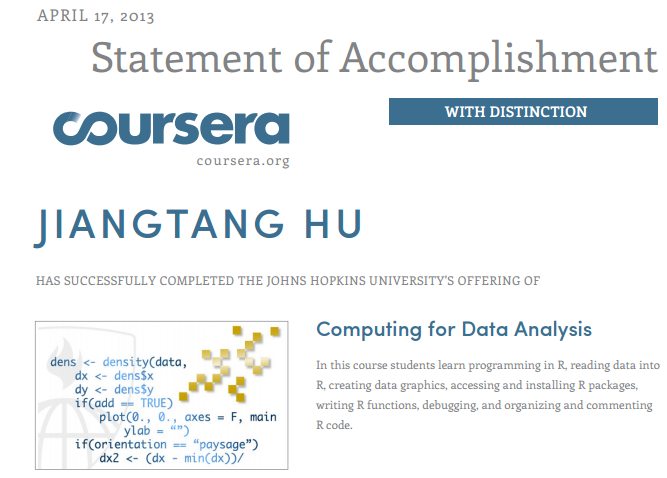 APRIL 17, 2013
Statement of Accomplishment
WITH DISTINCTION
coursera
coursera.org
JIANGTANG HU
HAS SUCCESSFULLY COMPLETED THE JOHNS HOPKINS UNIVERSITY'S OFFERING OF
dens <- density(data,
dx <- dens$x
dy <- dens$y
if(add == TRUE)
plot(0., 0., axes = F, main
ylab = “”)
if(orientation == “paysage”)
dx2 <- (dx - min(dx))/
Computing for Data Analysis
In this course students learn programming in R, reading data into
R, creating data graphics, accessing and installing R packages,
writing R functions, debugging, and organizing and commenting
R code.